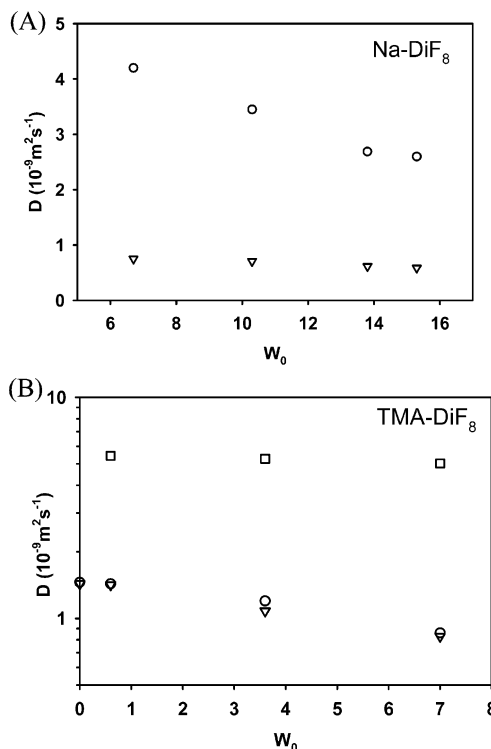 (A)
Na-DiF₈
5
4
3
2
1
0
D (10⁻⁹m²s⁻¹)
6 8 10 12 14 16
W₀
(B)
TMA-DiF₈
10
1
D (10⁻⁹m²s⁻¹)
0 1 2 3 4 5 6 7 8
W₀